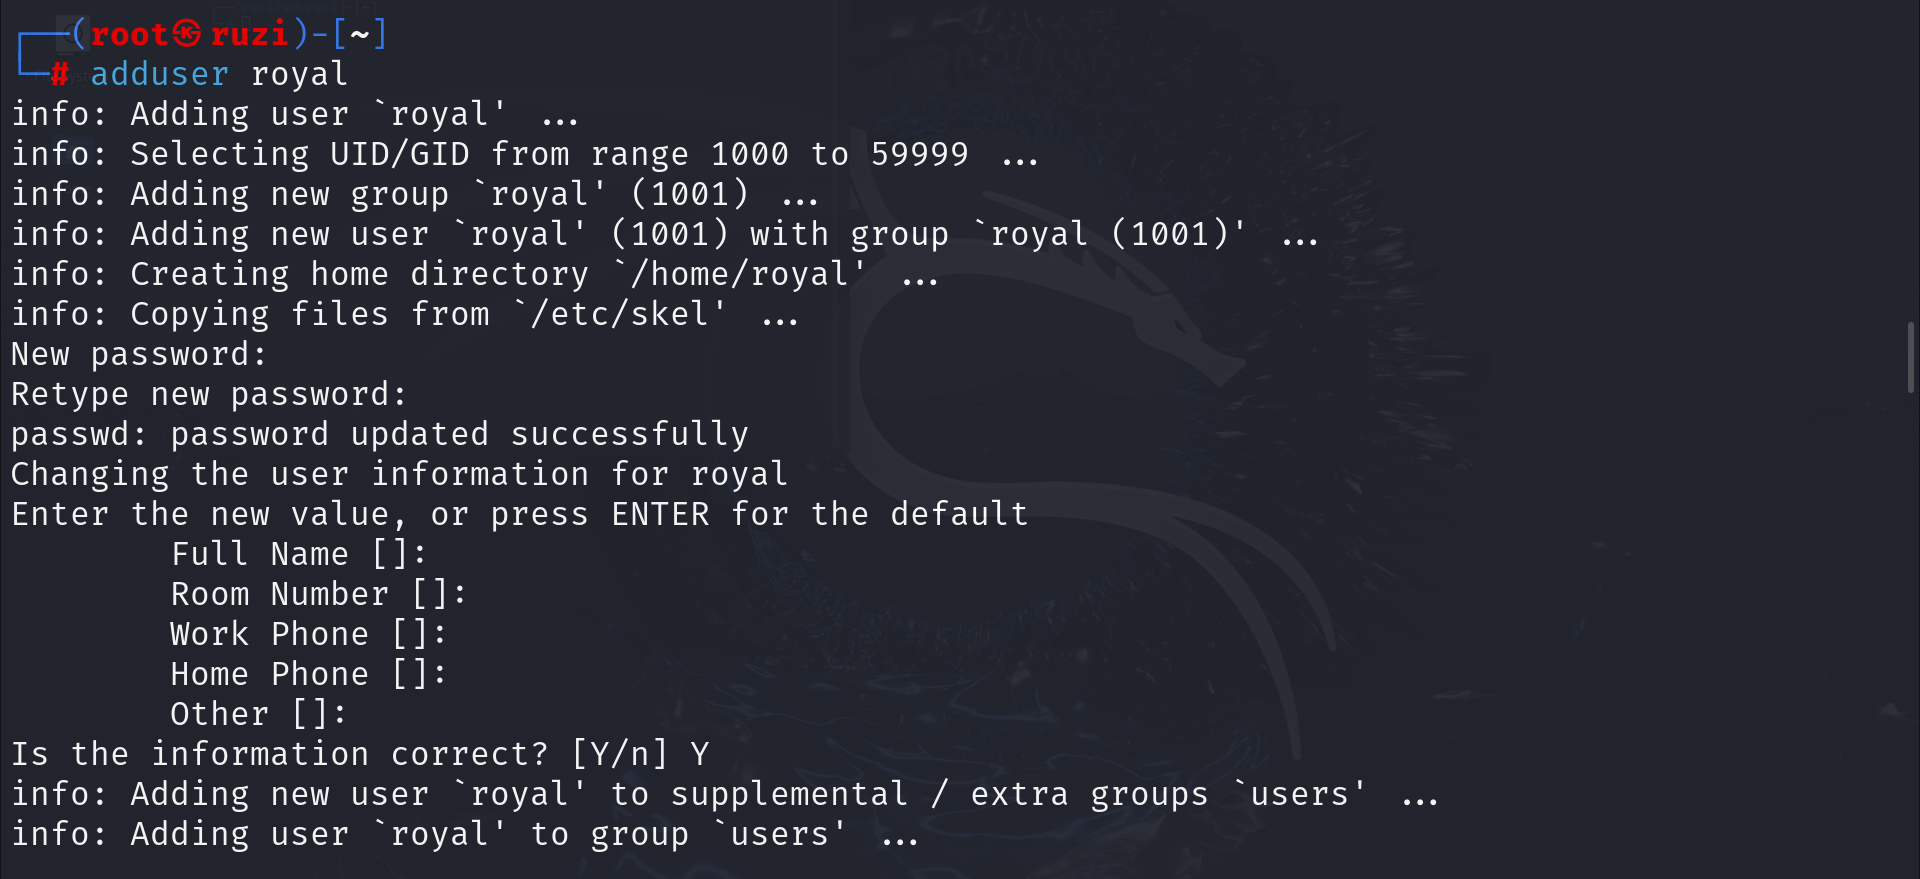 ┌──(root㉿ruzi)-[~]
└─# adduser royal
info: Adding user `royal' ...
info: Selecting UID/GID from range 1000 to 59999 ...
info: Adding new group `royal' (1001) ...
info: Adding new user `royal' (1001) with group `royal (1001)' ...
info: Creating home directory `/home/royal' ...
info: Copying files from `/etc/skel' ...
New password:
Retype new password:
passwd: password updated successfully
Changing the user information for royal
Enter the new value, or press ENTER for the default
        Full Name []:
        Room Number []:
        Work Phone []:
        Home Phone []:
        Other []:
Is the information correct? [Y/n] Y
info: Adding new user `royal' to supplemental / extra groups `users' ...
info: Adding user `royal' to group `users' ...